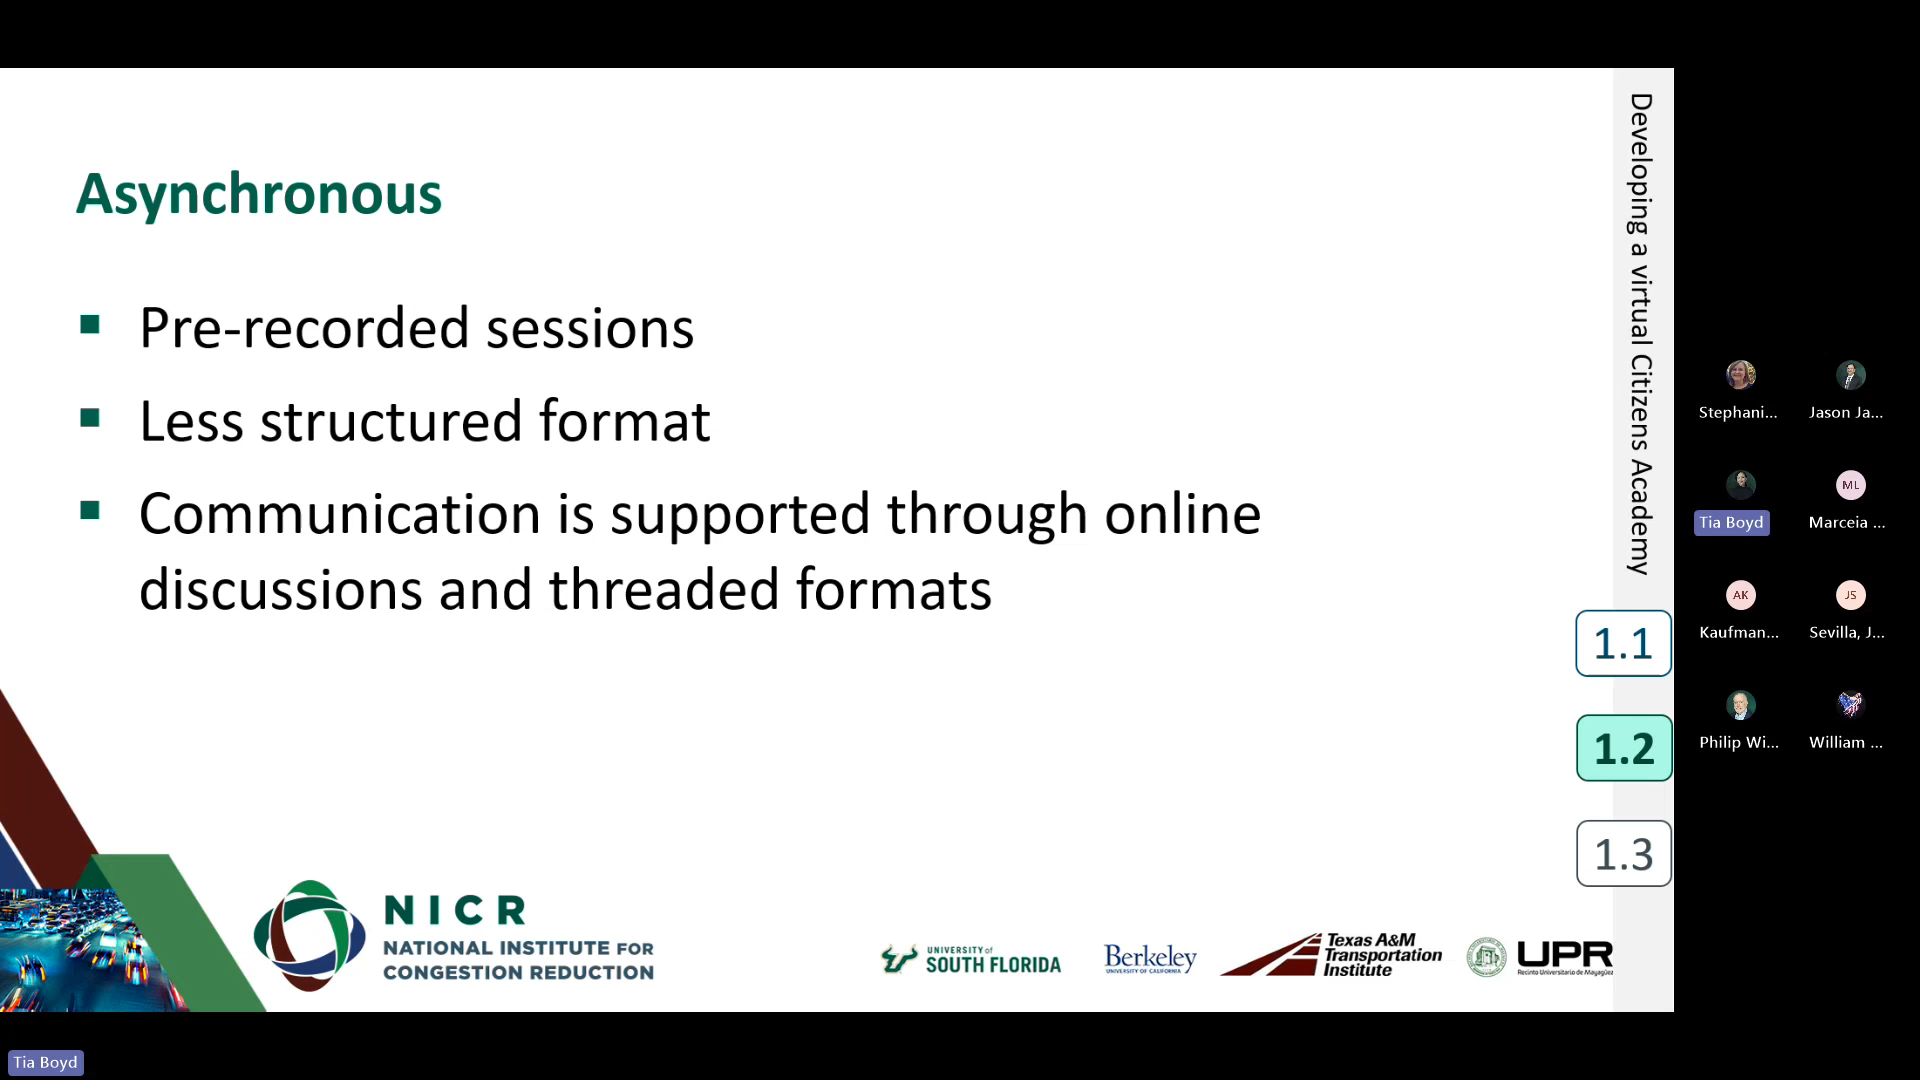 Asynchronous
Pre-recorded sessions
Less structured format
Communication is supported through online
discussions and threaded formats
Developing a virtual Citizens Academy
1.1
1.2
1.3
NICR
NATIONAL INSTITUTE FOR
CONGESTION REDUCTION
UNIVERSITY of
SOUTH FLORIDA
Berkeley
UNIVERSITY OF CALIFORNIA
Texas A&M
Transportation
Institute
UPR
Recinto Universitario de Mayagüez
Stephani...
Jason Ja...
Tia Boyd
ML
Marceia ...
AK
Kaufman...
JS
Sevilla, J...
Philip Wi...
William ...
Tia Boyd